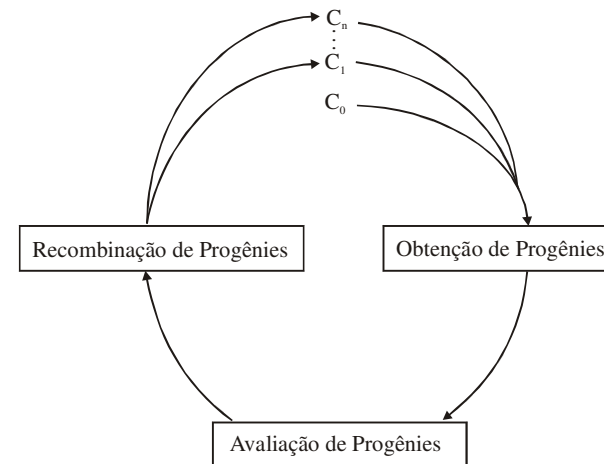 Cₙ
C₁
C₀
Recombinação de Progênies
Obtenção de Progênies
Avaliação de Progênies